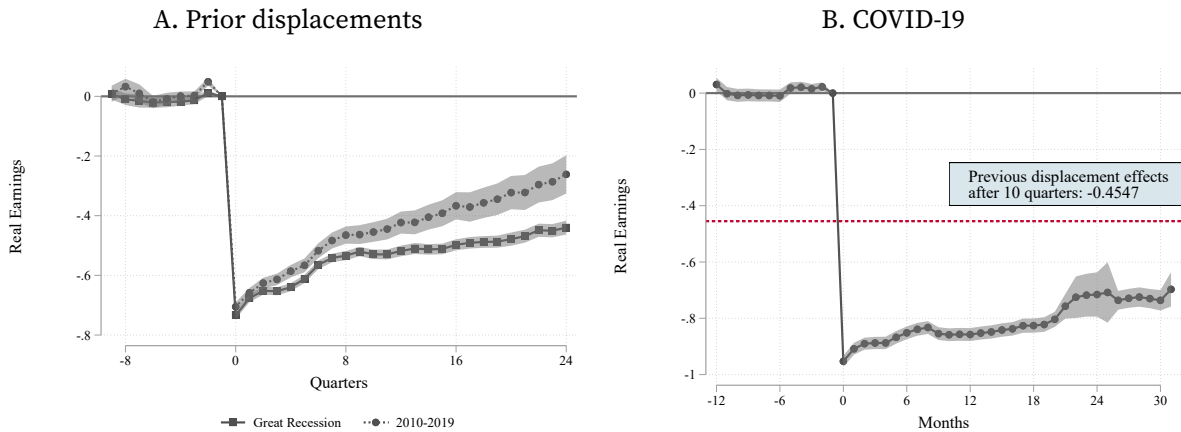 A. Prior displacements
0
-.2
-.4
-.6
-.8
Real Earnings
-8
0
8
16
24
Quarters
Great Recession
2010-2019
B. COVID-19
0
-.2
-.4
-.6
-.8
-1
Real Earnings
Previous displacement effects
after 10 quarters: -0.4547
-12
-6
0
6
12
18
24
30
Months